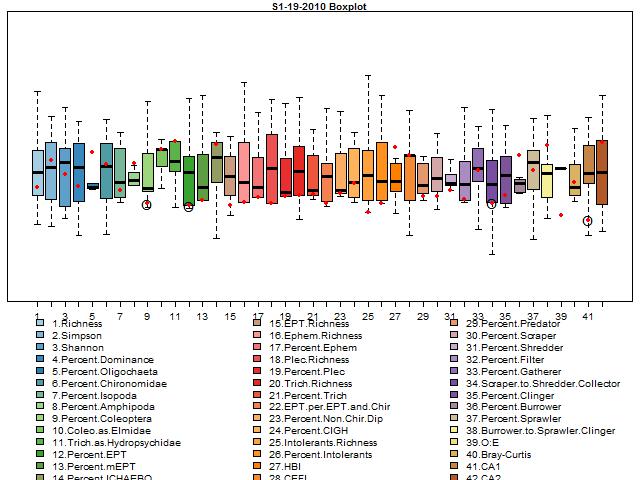 S1-19-2010 Boxplot
1 3 5 7 9 11 13 15 17 19 21 23 25 27 29 31 33 35 37 39 41
1.Richness
2.Simpson
3.Shannon
4.Percent.Dominance
5.Percent.Oligochaeta
6.Percent.Chironomidae
7.Percent.Isopoda
8.Percent.Amphipoda
9.Percent.Coleoptera
10.Coleo.as.Elmidae
11.Trich.as.Hydropsychidae
12.Percent.EPT
13.Percent.mEPT
14.Percent.ICHAEBO
15.EPT.Richness
16.Ephem.Richness
17.Percent.Ephem
18.Plec.Richness
19.Percent.Plec
20.Trich.Richness
21.Percent.Trich
22.EPT.per.EPT.and.Chir
23.Percent.Non.Chir.Dip
24.Percent.CIGH
25.Intolerants.Richness
26.Percent.Intolerants
27.HBI
28.CEFI
29.Percent.Predator
30.Percent.Scraper
31.Percent.Shredder
32.Percent.Filter
33.Percent.Gatherer
34.Scraper.to.Shredder.Collector
35.Percent.Clinger
36.Percent.Burrower
37.Percent.Sprawler
38.Burrower.to.Sprawler.Clinger
39.O:E
40.Bray-Curtis
41.CA1
42.CA2